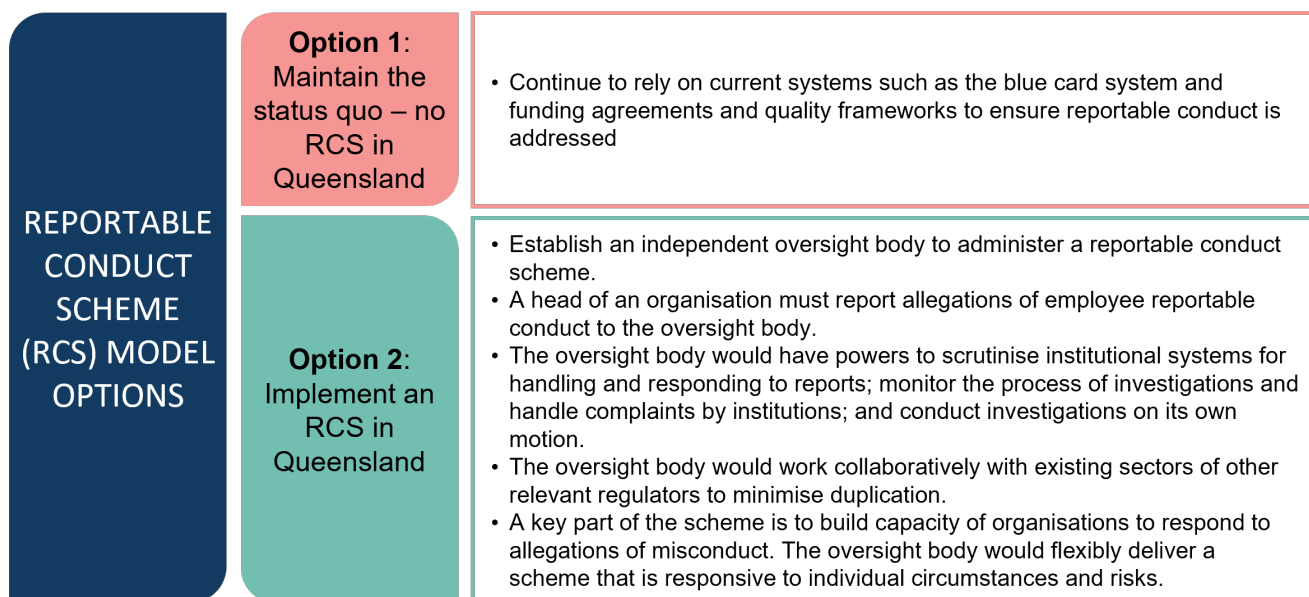 REPORTABLE
CONDUCT
SCHEME
(RCS) MODEL
OPTIONS
Option 1:
Maintain the
status quo – no
RCS in
Queensland
• Continue to rely on current systems such as the blue card system and
funding agreements and quality frameworks to ensure reportable conduct is
addressed
Option 2:
Implement an
RCS in
Queensland
• Establish an independent oversight body to administer a reportable conduct
scheme.
• A head of an organisation must report allegations of employee reportable
conduct to the oversight body.
• The oversight body would have powers to scrutinise institutional systems for
handling and responding to reports; monitor the process of investigations and
handle complaints by institutions; and conduct investigations on its own
motion.
• The oversight body would work collaboratively with existing sectors of other
relevant regulators to minimise duplication.
• A key part of the scheme is to build capacity of organisations to respond to
allegations of misconduct. The oversight body would flexibly deliver a
scheme that is responsive to individual circumstances and risks.